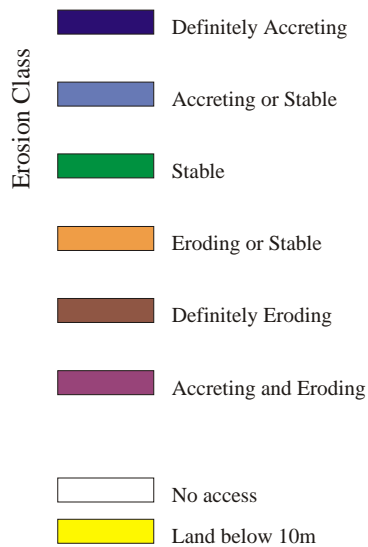 Erosion Class
Definitely Accreting
Accreting or Stable
Stable
Eroding or Stable
Definitely Eroding
Accreting and Eroding
No access
Land below 10m